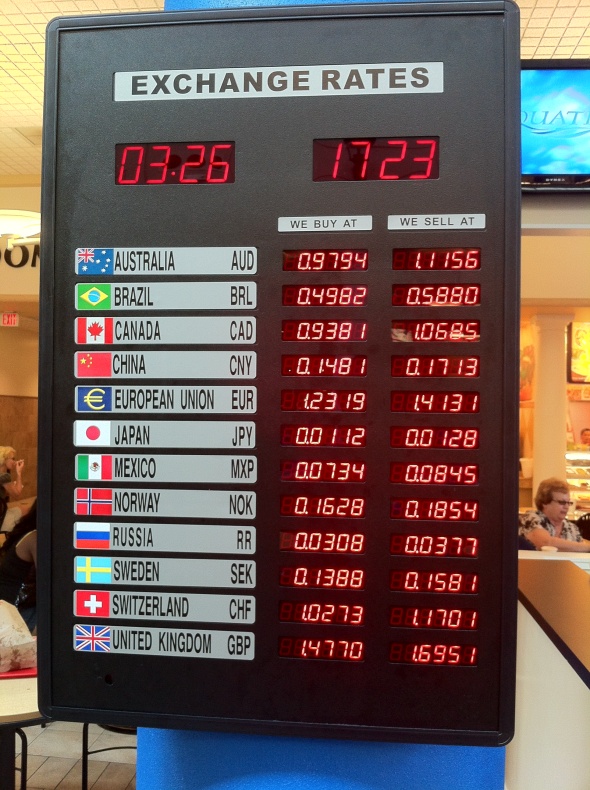 EXCHANGE RATES
03:26 1723
WE BUY AT WE SELL AT
AUSTRALIA AUD 0.9794 1.1156
BRAZIL BRL 0.4982 0.5880
CANADA CAD 0.9381 1.0685
CHINA CNY 0.1481 0.1713
EUROPEAN UNION EUR 1.2319 1.4131
JAPAN JPY 0.0112 0.0128
MEXICO MXP 0.0734 0.0845
NORWAY NOK 0.1628 0.1854
RUSSIA RR 0.0308 0.0377
SWEDEN SEK 0.1388 0.1581
SWITZERLAND CHF 1.0273 1.1701
UNITED KINGDOM GBP 1.4770 1.6951
EXIT